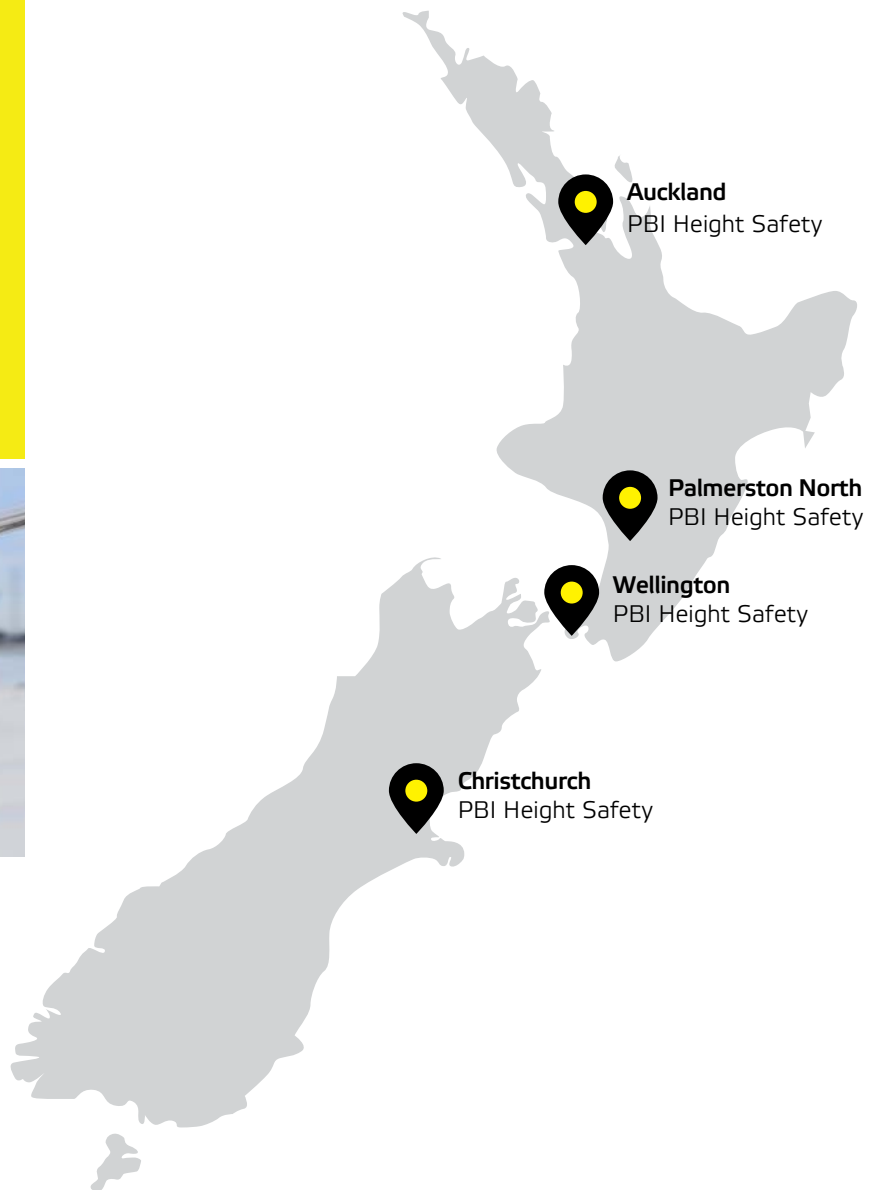 Auckland
PBI Height Safety
Palmerston North
PBI Height Safety
Wellington
PBI Height Safety
Christchurch
PBI Height Safety